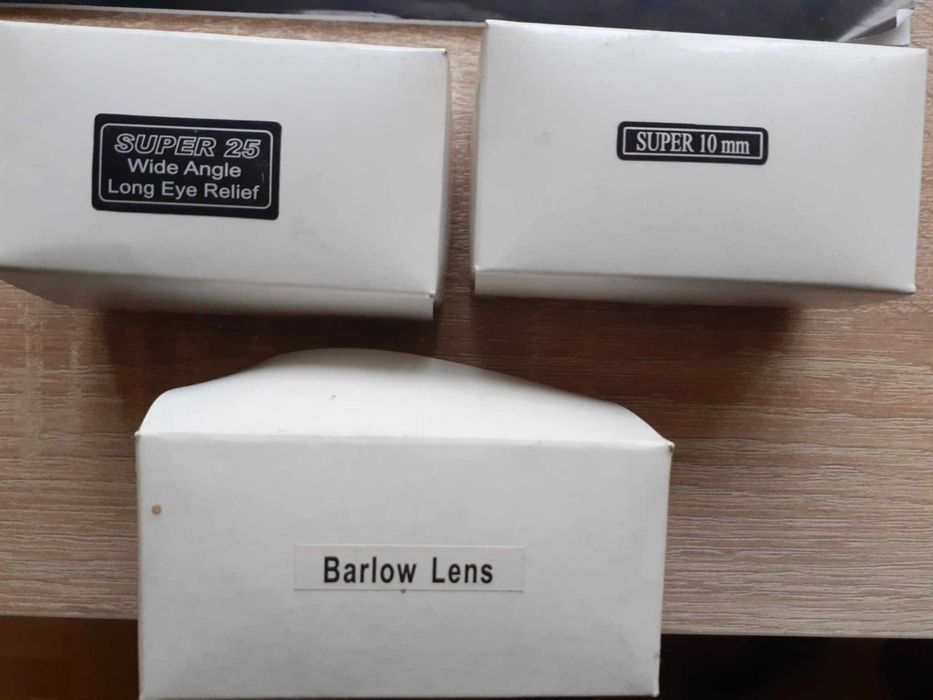 SUPER 25
Wide Angle
Long Eye Relief
SUPER 10 mm
Barlow Lens